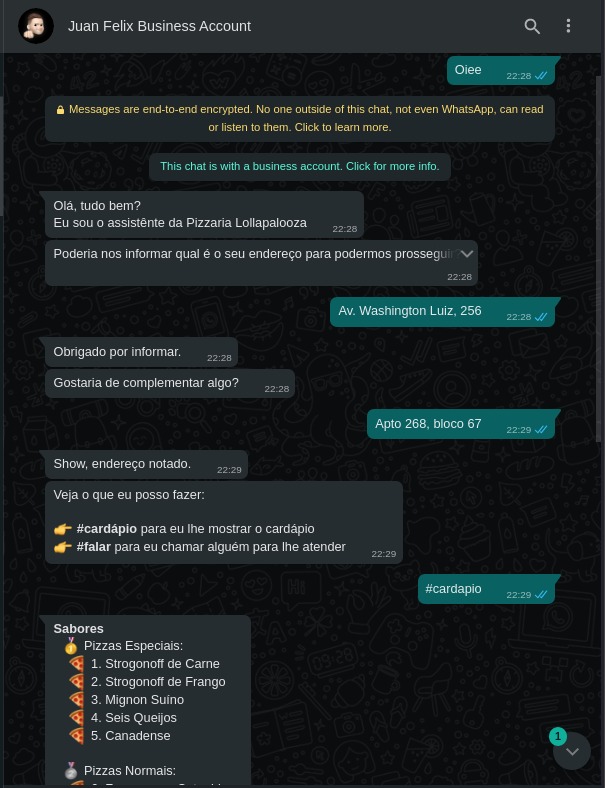 Juan Felix Business Account
Oiee 22:28
Messages are end-to-end encrypted. No one outside of this chat, not even WhatsApp, can read
or listen to them. Click to learn more.
This chat is with a business account. Click for more info.
Olá, tudo bem?
Eu sou o assistênte da Pizzaria Lollapalooza 22:28
Poderia nos informar qual é o seu endereço para podermos prosseguir?
22:28
Av. Washington Luiz, 256 22:28
Obrigado por informar. 22:28
Gostaria de complementar algo? 22:28
Apto 268, bloco 67 22:29
Show, endereço notado. 22:29
Veja o que eu posso fazer:
👉 #cardápio para eu lhe mostrar o cardápio
👉 #falar para eu chamar alguém para lhe atender
22:29
#cardapio 22:29
Sabores
🥇 Pizzas Especiais:
🍕 1. Strogonoff de Carne
🍕 2. Strogonoff de Frango
🍕 3. Mignon Suíno
🍕 4. Seis Queijos
🍕 5. Canadense
1
🥈 Pizzas Normais: